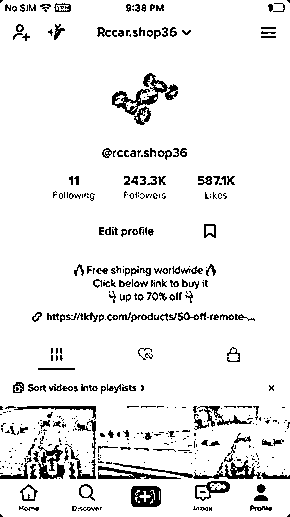 No SIM 9:38 PM
Rccar.shop36
@rccar.shop36
11 243.3K 587.1K
Following Followers Likes
Edit profile
🔥Free shipping worldwide🔥
Click below link to buy it
👇up to 70% off👇
https://tkfyp.com/products/50-off-remote-...
Sort videos into playlists
99+
Home Discover Inbox Profile